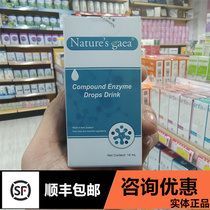 Nature's gaea
Compound Enzyme
Drops Drink
Net Content: 15 mL
SF
顺丰包邮
咨询优惠
实体正品